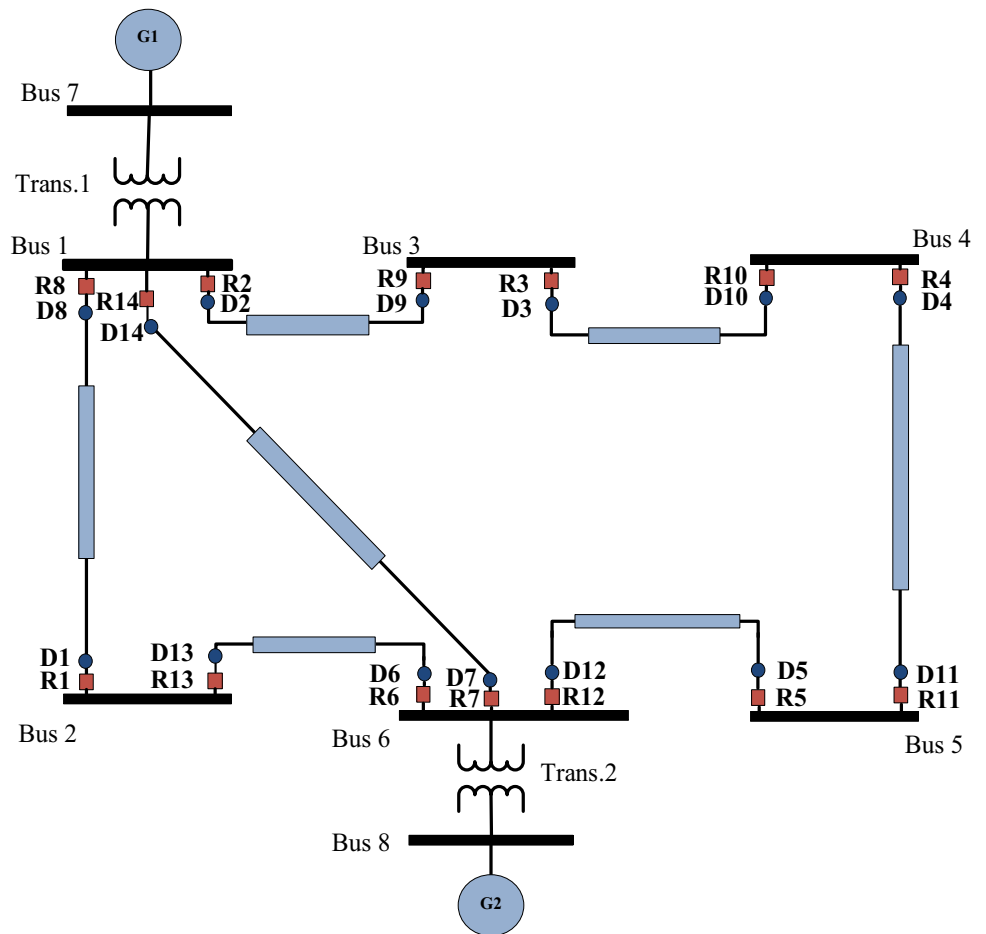 G1
Bus 7
Trans.1
Bus 1
Bus 3
Bus 4
R8
D8
R14
D14
R2
D2
R9
D9
R3
D3
R10
D10
R4
D4
D1
R1
D13
R13
D6
R6
D7
R7
D12
R12
D5
R5
D11
R11
Bus 2
Bus 6
Bus 5
Trans.2
Bus 8
G2